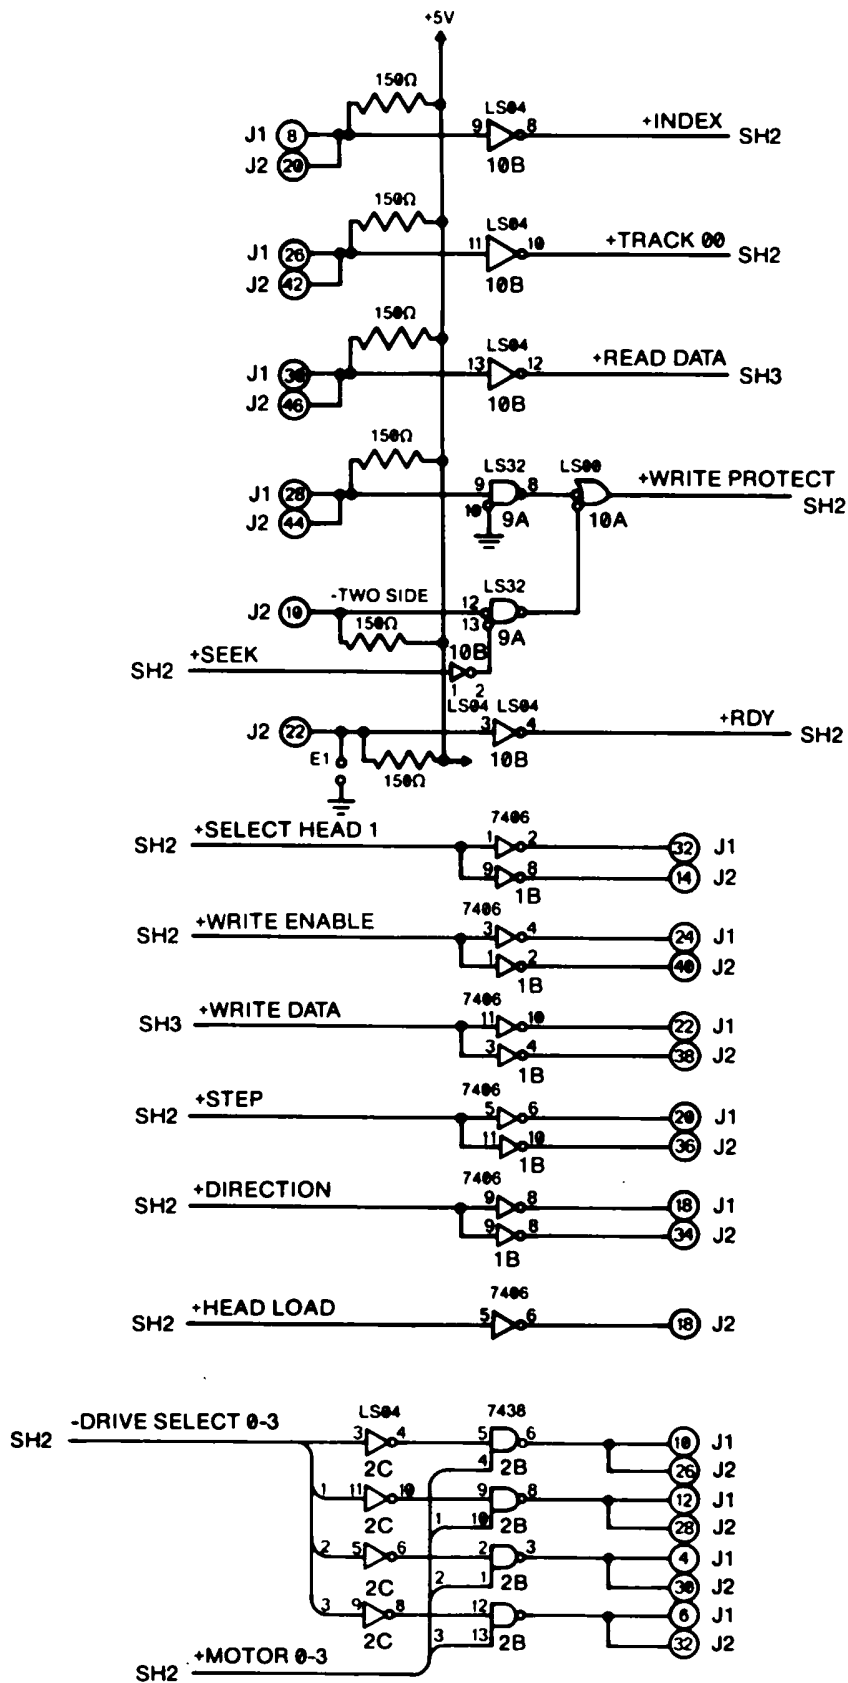 +5V
150Ω
LS04
J1 8 9 8 +INDEX SH2
J2 20 10B
150Ω
LS04
J1 26 11 10 +TRACK 00 SH2
J2 42 10B
150Ω
LS04
J1 13 12 +READ DATA SH3
J2 46 10B
150Ω
LS32 LS00
J1 28 9 8 +WRITE PROTECT
10 SH2
J2 44 9A 10A
LS32
-TWO SIDE
J2 10 12
150Ω 13 9A
+SEEK 10B
SH2
1 2
LS04 LS04
J2 22 3 4 +RDY SH2
E1 10B
150Ω
+SELECT HEAD 1 7406
SH2 1 2 32 J1
9 8 14 J2
1B
+WRITE ENABLE 7406
SH2 3 4 24 J1
1 2 40 J2
1B
+WRITE DATA 7406
SH3 11 10 22 J1
3 4 38 J2
1B
+STEP 7406
SH2 5 6 20 J1
11 10 36 J2
1B
+DIRECTION 7406
SH2 9 8 18 J1
9 8 34 J2
1B
+HEAD LOAD 7406
SH2 5 6 18 J2
-DRIVE SELECT 0-3 LS04 7438
SH2 3 4 5 6 10 J1
2C 4 2B 26 J2
1 11 10 9 8 12 J1
2C 1 10 2B 28 J2
2 5 6 2 3 4 J1
2C 2 1 2B 30 J2
3 9 8 12 6 J1
2C 3 13 2B 32 J2
+MOTOR 0-3
SH2